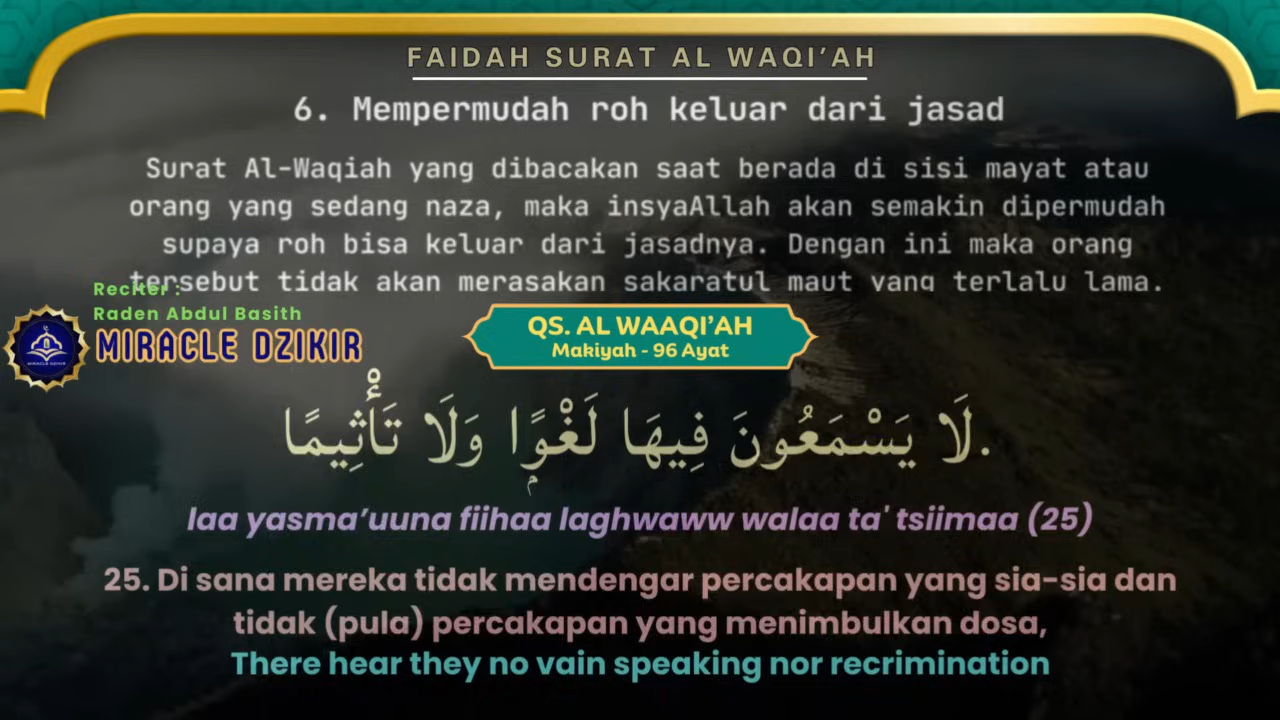 FAIDAH SURAT AL WAQI’AH
6. Mempermudah roh keluar dari jasad
Surat Al-Waqiah yang dibacakan saat berada di sisi mayat atau
orang yang sedang naza, maka insyaAllah akan semakin dipermudah
supaya roh bisa keluar dari jasadnya. Dengan ini maka orang
tersebut tidak akan merasakan sakaratul maut yang terlalu lama.
Reciter :
Raden Abdul Basith
MIRACLE DZIKIR
MIRACLE DZIKIR
QS. AL WAAQI’AH
Makiyah - 96 Ayat
لَا يَسْمَعُونَ فِيهَا لَغْوًۭا وَلَا تَأْثِيمًا.
laa yasma’uuna fiihaa laghwaww walaa ta' tsiimaa (25)
25. Di sana mereka tidak mendengar percakapan yang sia-sia dan
tidak (pula) percakapan yang menimbulkan dosa,
There hear they no vain speaking nor recrimination